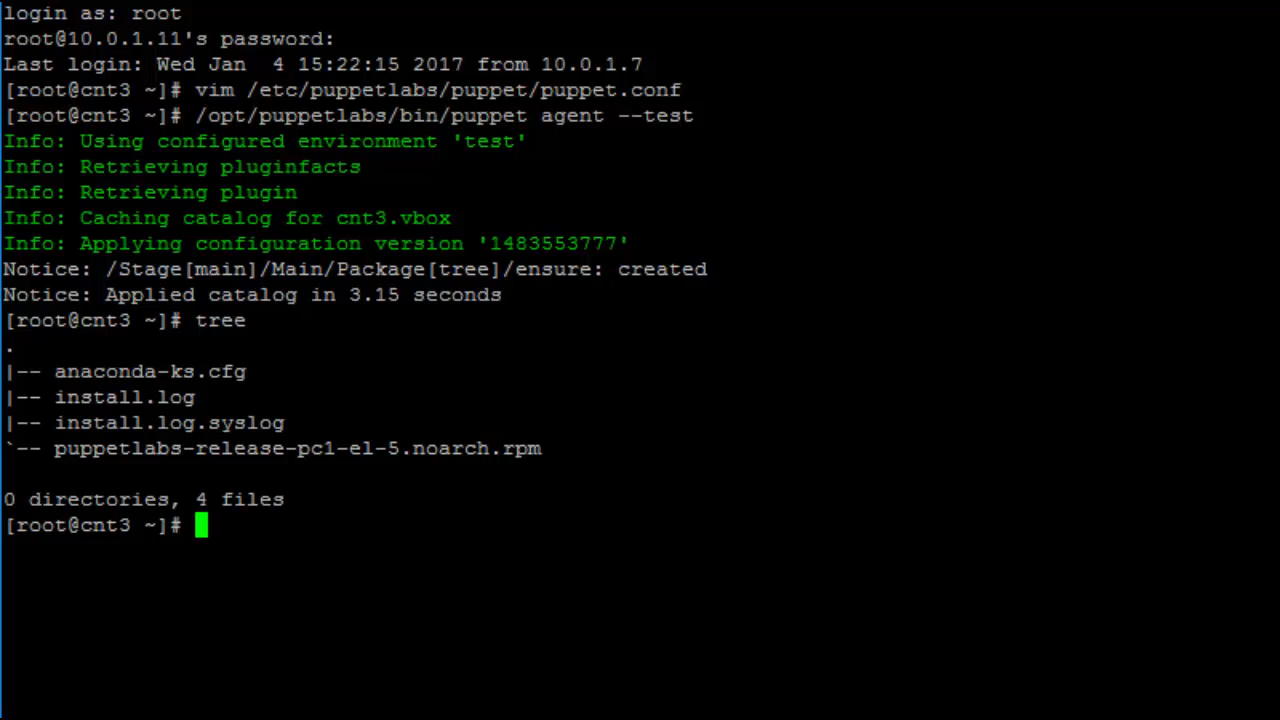 login as: root
root@10.0.1.11's password:
Last login: Wed Jan  4 15:22:15 2017 from 10.0.1.7
[root@cnt3 ~]# vim /etc/puppetlabs/puppet/puppet.conf
[root@cnt3 ~]# /opt/puppetlabs/bin/puppet agent --test
Info: Using configured environment 'test'
Info: Retrieving pluginfacts
Info: Retrieving plugin
Info: Caching catalog for cnt3.vbox
Info: Applying configuration version '1483553777'
Notice: /Stage[main]/Main/Package[tree]/ensure: created
Notice: Applied catalog in 3.15 seconds
[root@cnt3 ~]# tree
.
|-- anaconda-ks.cfg
|-- install.log
|-- install.log.syslog
`-- puppetlabs-release-pc1-el-5.noarch.rpm

0 directories, 4 files
[root@cnt3 ~]#